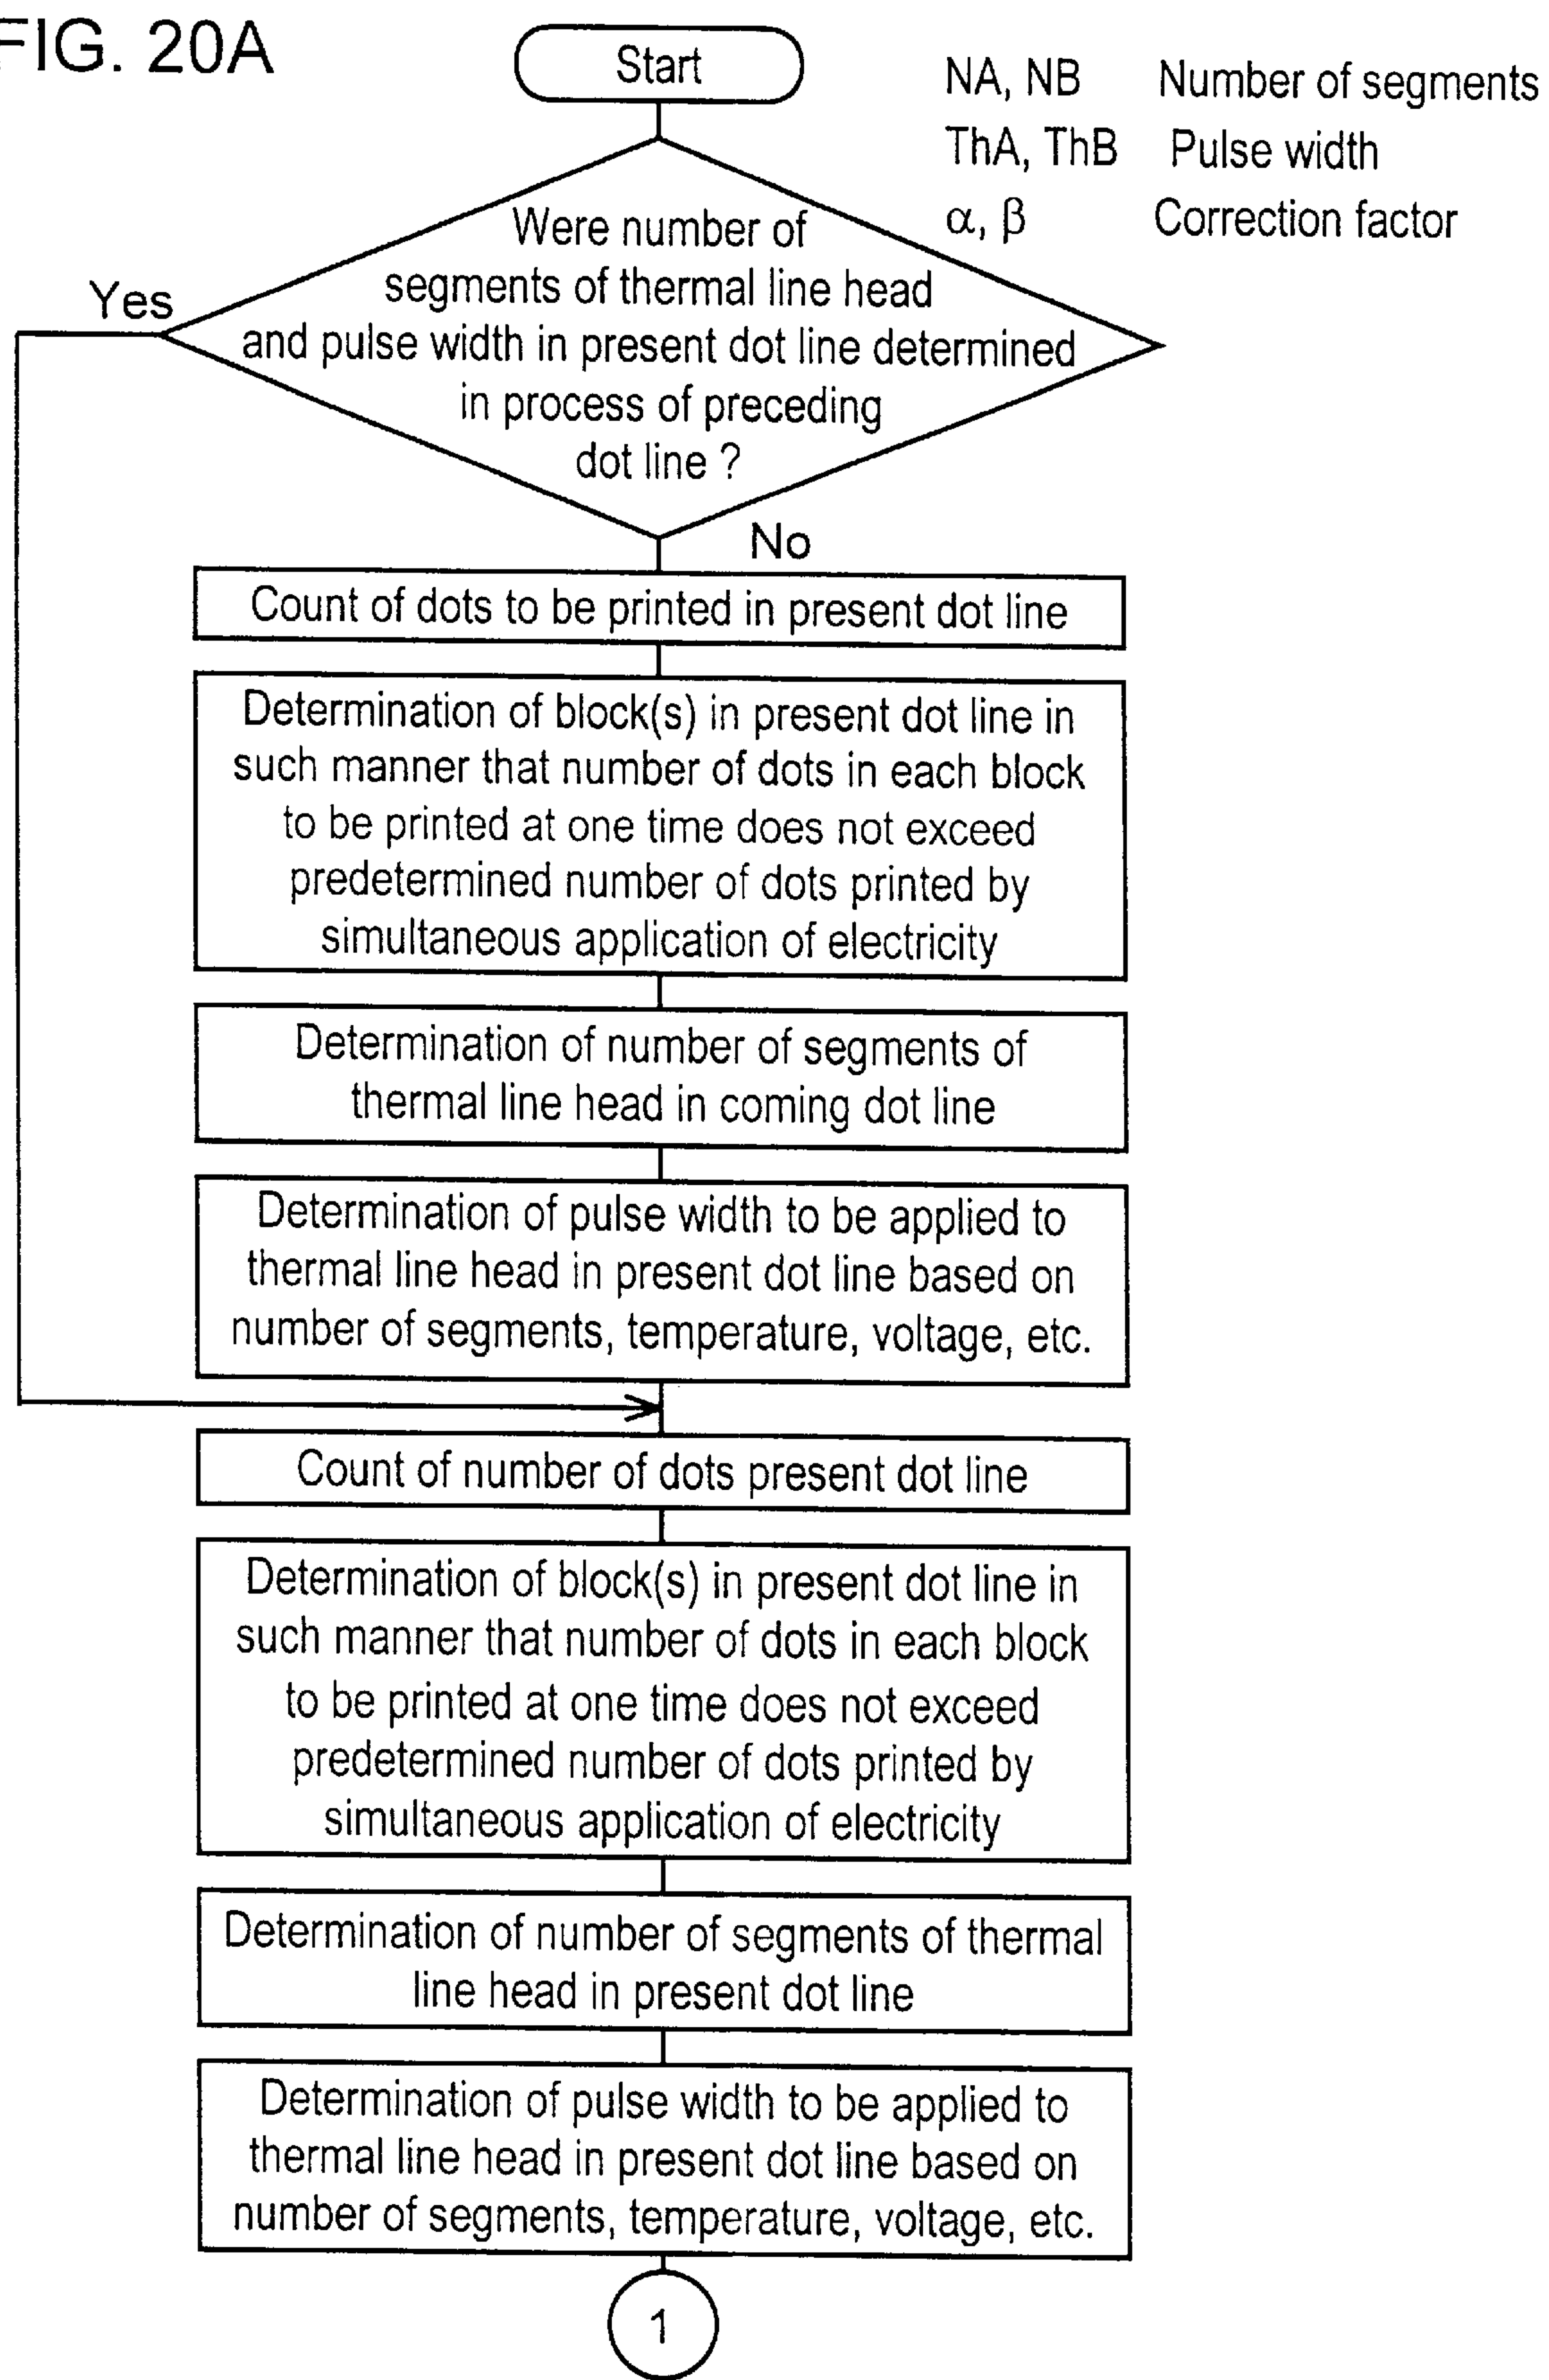 FIG. 20A
Start
NA, NB Number of segments
ThA, ThB Pulse width
α, β Correction factor
Were number of
segments of thermal line head
and pulse width in present dot line determined
in process of preceding
dot line ?
Yes
No
Count of dots to be printed in present dot line
Determination of block(s) in present dot line in
such manner that number of dots in each block
to be printed at one time does not exceed
predetermined number of dots printed by
simultaneous application of electricity
Determination of number of segments of
thermal line head in coming dot line
Determination of pulse width to be applied to
thermal line head in present dot line based on
number of segments, temperature, voltage, etc.
Count of number of dots present dot line
Determination of block(s) in present dot line in
such manner that number of dots in each block
to be printed at one time does not exceed
predetermined number of dots printed by
simultaneous application of electricity
Determination of number of segments of thermal
line head in present dot line
Determination of pulse width to be applied to
thermal line head in present dot line based on
number of segments, temperature, voltage, etc.
1